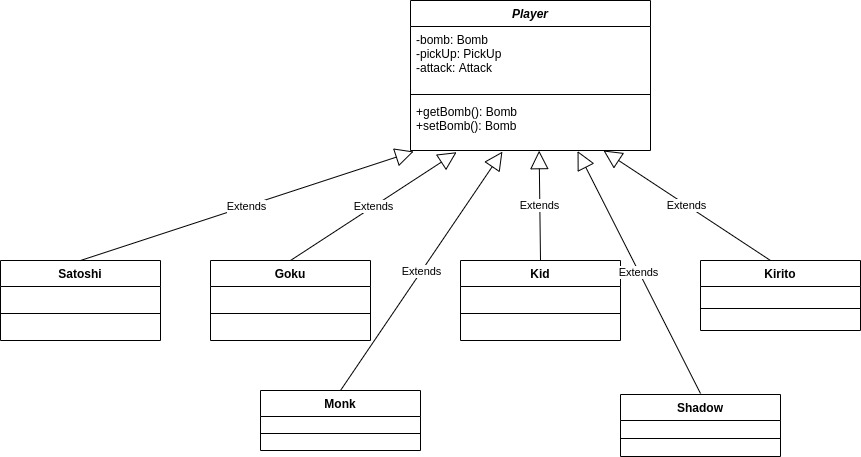 Player
-bomb: Bomb
-pickUp: PickUp
-attack: Attack
+getBomb(): Bomb
+setBomb(): Bomb
Extends
Extends
Extends
Extends
Satoshi
Goku
Kid
Kirito
Extends
Extends
Monk
Shadow